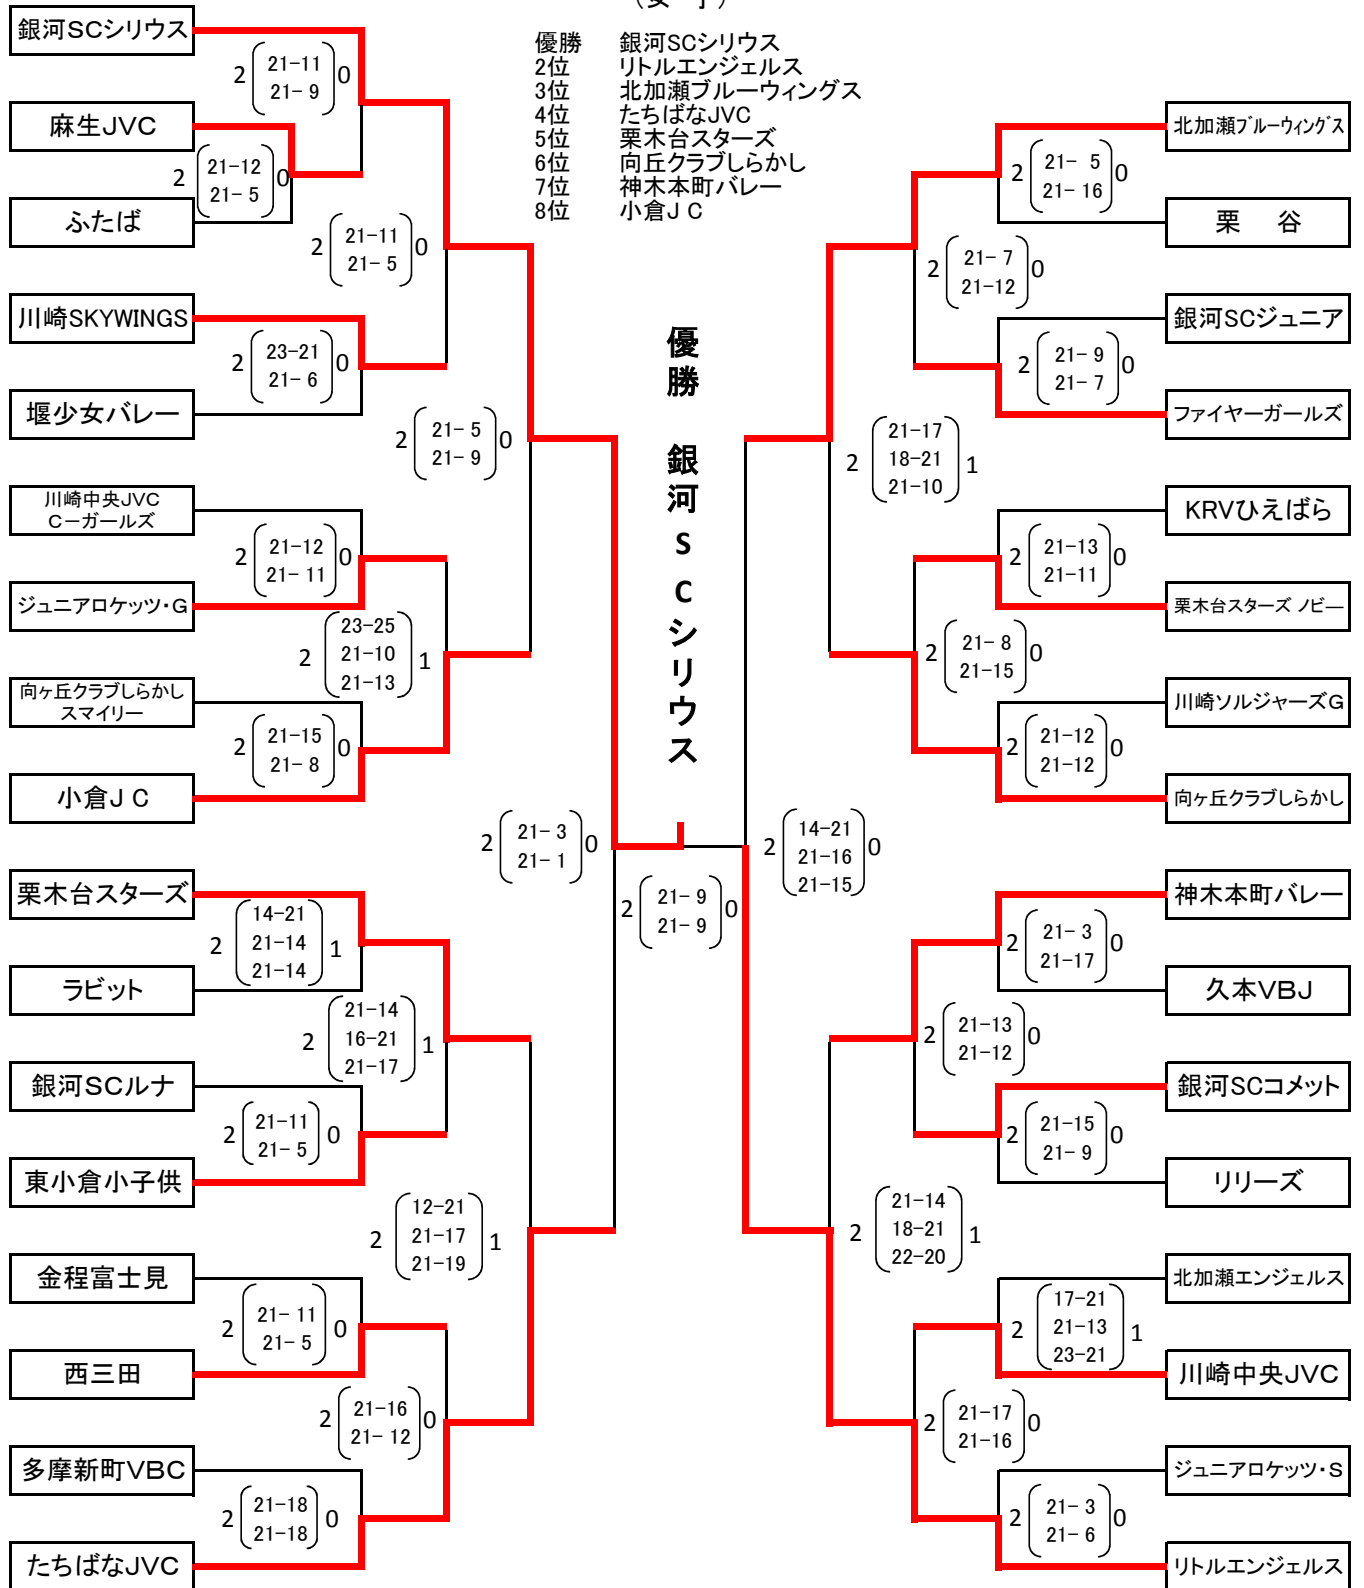 優勝 銀河SCシリウス
2位 リトルエンジェルス
3位 北加瀬ブルーウィングス
4位 たちばなJVC
5位 栗木台スターズ
6位 向丘クラブしらかし
7位 神木本町バレー
8位 小倉J C
銀河SCシリウス
2 21-11 0
21- 9
麻生JVC
2 21-12 0
21- 5
ふたば
2 21-11 0
21- 5
川崎SKYWINGS
2 23-21 0
21- 6
堰少女バレー
2 21- 5 0
21- 9
川崎中央JVC
C-ガールズ
2 21-12 0
21- 11
ジュニアロケッツ・G
23-25
2 21-10 1
21-13
向ヶ丘クラブしらかし
スマイリー
2 21-15 0
21- 8
小倉J C
2 21- 3 0
21- 1
栗木台スターズ
14-21
2 21-14 1
21-14
ラビット
21-14
2 16-21 1
21-17
銀河SCルナ
2 21-11 0
21- 5
東小倉小子供
12-21
2 21-17 1
21-19
金程富士見
2 21- 11 0
21- 5
西三田
2 21-16 0
21- 12
多摩新町VBC
2 21-18 0
21-18
たちばなJVC
優勝 銀河SCシリウス
2 21- 9 0
21- 9
北加瀬ブルーウィングス
2 21- 5 0
21- 16
栗 谷
2 21- 7 0
21-12
銀河SCジュニア
2 21- 9 0
21- 7
ファイヤーガールズ
21-17
2 18-21 1
21-10
KRVひえばら
2 21-13 0
21-11
栗木台スターズ ノビー
2 21- 8 0
21-15
川崎ソルジャーズG
2 21-12 0
21-12
向ヶ丘クラブしらかし
14-21
2 21-16 0
21-15
神木本町バレー
2 21- 3 0
21-17
久本VBJ
2 21-13 0
21-12
銀河SCコメット
2 21-15 0
21- 9
リリーズ
21-14
2 18-21 1
22-20
北加瀬エンジェルス
17-21
2 21-13 1
23-21
川崎中央JVC
2 21-17 0
21-16
ジュニアロケッツ・S
2 21- 3 0
21- 6
リトルエンジェルス